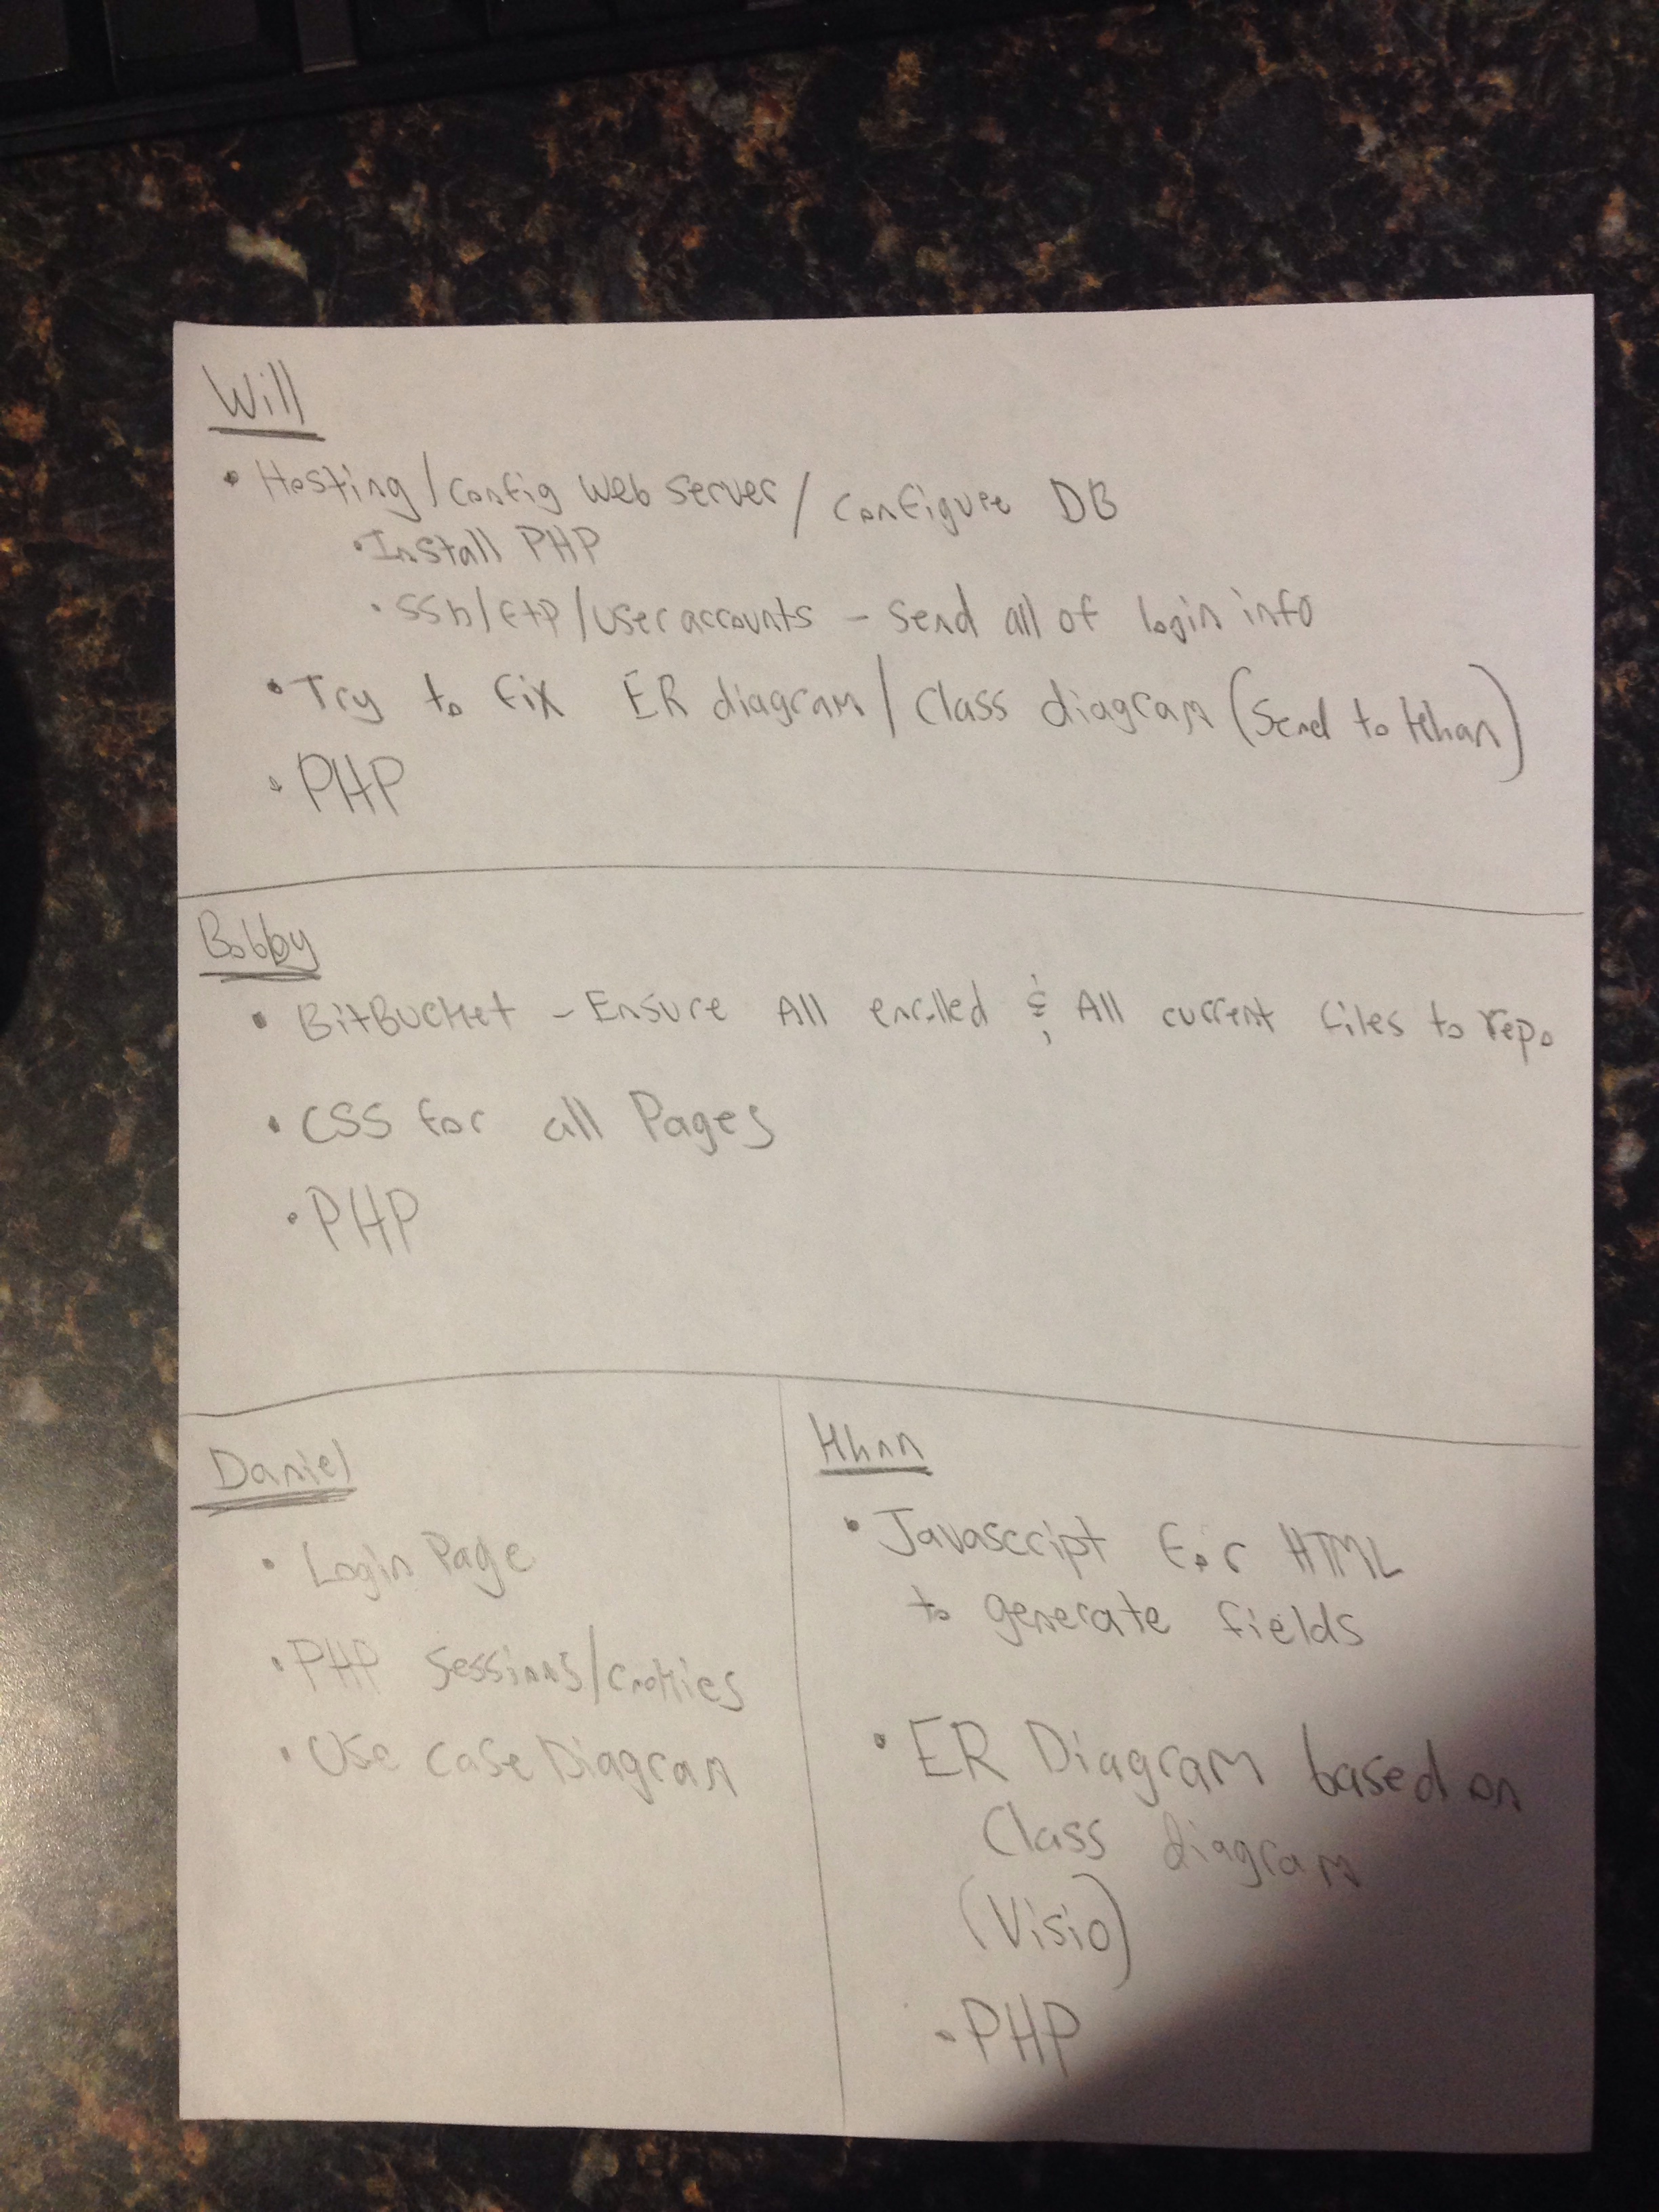 Will
• Hosting/Config Web Server/Configure DB
• Install PHP
• SSh/ftp/user accounts - Send all of login info
• Try to fix ER diagram/Class diagram (Send to Khan)
• PHP
Bobby
• BitBucket - Ensure All enrolled & All current files to repo
• CSS for all Pages
• PHP
Daniel
• Login Page
• PHP Sessions/Cookies
• Use Case Diagram
Khan
• Javascript for HTML
to generate fields
• ER Diagram based on
Class diagram
(Visio)
• PHP